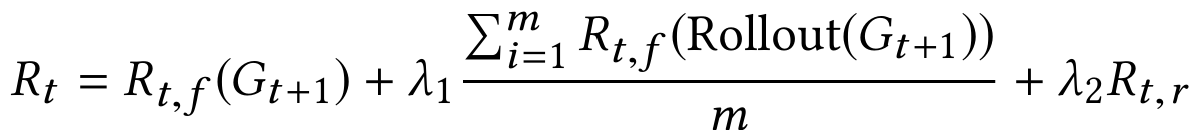 R_t = R_{t,f}(G_{t+1}) + λ_1 \frac{\sum_{i=1}^{m} R_{t,f}(Rollout(G_{t+1}))}{m} + λ_2 R_{t,r}